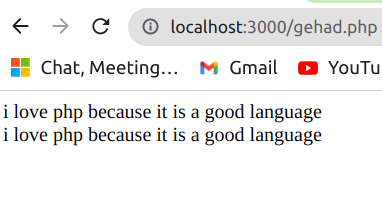 localhost:3000/gehad.php
Chat, Meeting... Gmail YouTu
i love php because it is a good language
i love php because it is a good language